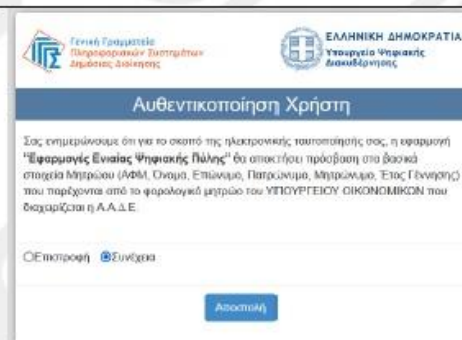 Γενική Γραμματεία
Πληροφοριακών Συστημάτων
Δημόσιας Διοίκησης
ΕΛΛΗΝΙΚΗ ΔΗΜΟΚΡΑΤΙΑ
Υπουργείο Ψηφιακής
Διακυβέρνησης
Αυθεντικοποίηση Χρήστη
Σας ενημερώνουμε ότι για το σκοπό της ηλεκτρονικής ταυτοποίησής σας, η εφαρμογή
"Εφαρμογές Ενιαίας Ψηφιακής Πύλης" θα αποκτήσει πρόσβαση στα βασικά
στοιχεία Μητρώου (ΑΦΜ, Όνομα, Επώνυμο, Πατρώνυμο, Μητρώνυμο, Έτος Γέννησης)
που παρέχονται από το φορολογικό μητρώο του ΥΠΟΥΡΓΕΙΟΥ ΟΙΚΟΝΟΜΙΚΩΝ που
διαχειρίζεται η Α.Α.Δ.Ε.
Επιστροφή Συνέχεια
Αποστολή